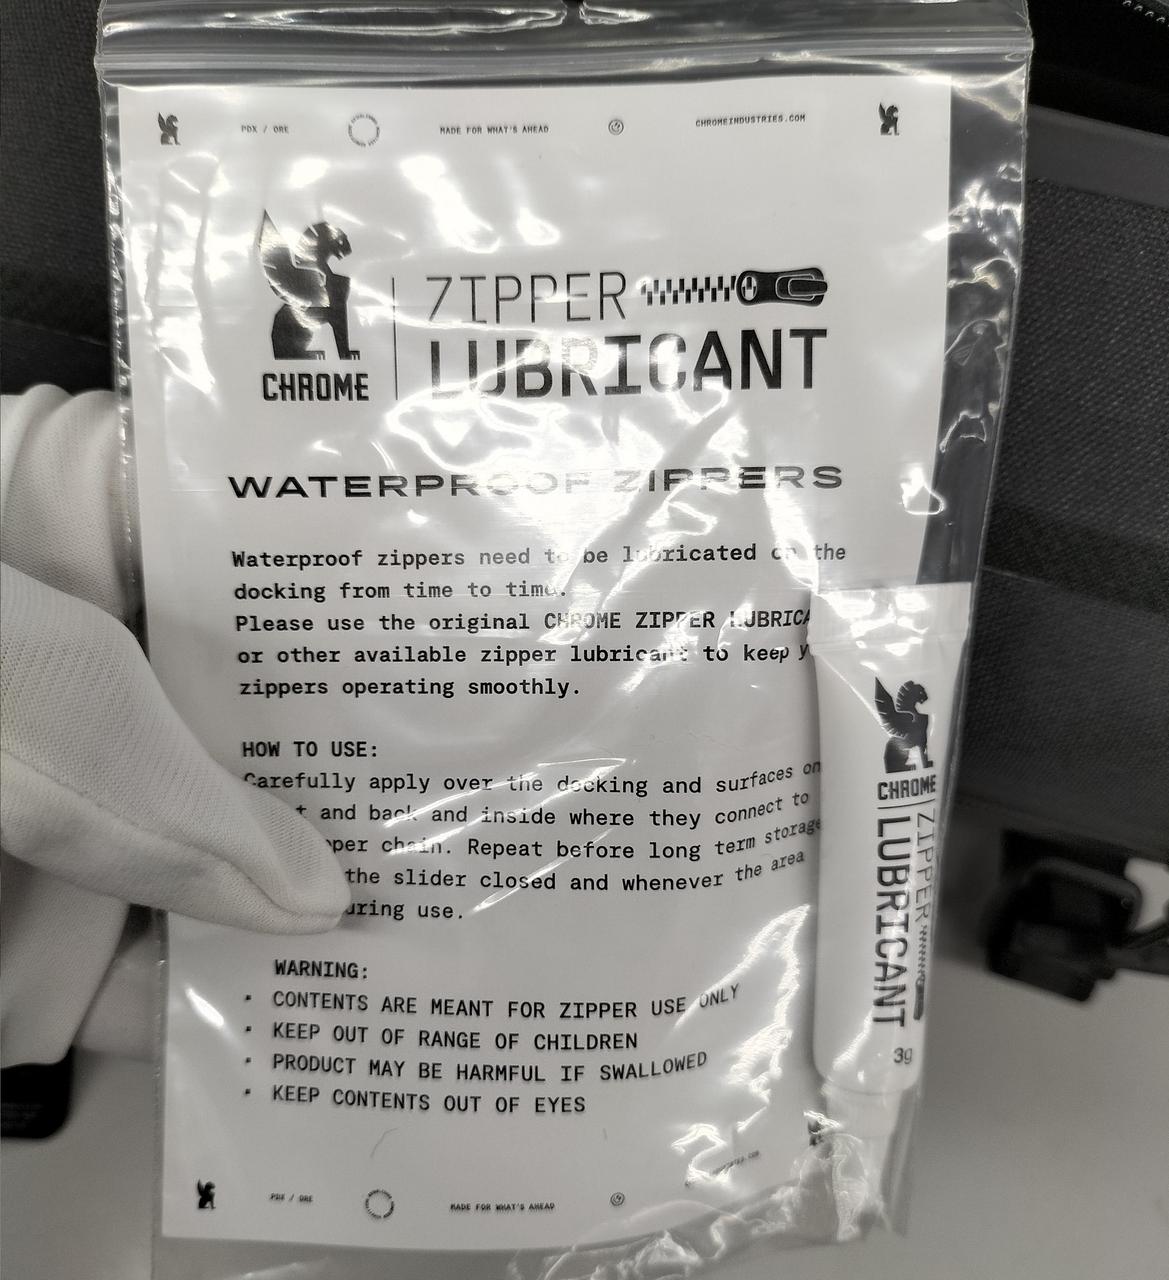 PDX / ORE MADE FOR WHAT'S AHEAD CHROMEINDUSTRIES.COM
CHROME
ZIPPER
LUBRICANT
WATERPROOF ZIPPERS
Waterproof zippers need to be lubricated on the
docking from time to time.
Please use the original CHROME ZIPPER LUBRICA
or other available zipper lubricant to keep y
zippers operating smoothly.
HOW TO USE:
Carefully apply over the docking and surfaces on
and back and inside where they connect to
chain. Repeat before long term storage
the slider closed and whenever the area
use.
WARNING:
· CONTENTS ARE MEANT FOR ZIPPER USE ONLY
· KEEP OUT OF RANGE OF CHILDREN
· PRODUCT MAY BE HARMFUL IF SWALLOWED
· KEEP CONTENTS OUT OF EYES
PDX / ORE MADE FOR WHAT'S AHEAD
CHROME
ZIPPER
LUBRICANT
3g